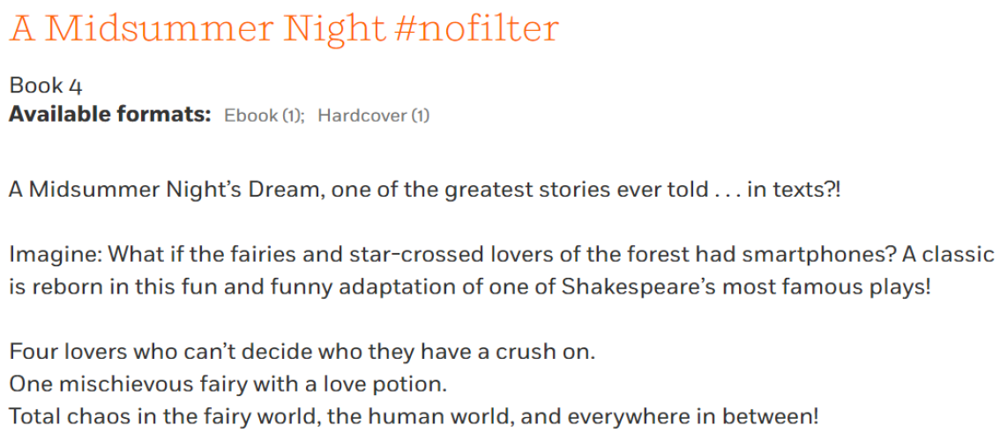 A Midsummer Night #nofilter
Book 4
Available formats: Ebook (1); Hardcover (1)
A Midsummer Night’s Dream, one of the greatest stories ever told . . . in texts?!
Imagine: What if the fairies and star-crossed lovers of the forest had smartphones? A classic
is reborn in this fun and funny adaptation of one of Shakespeare’s most famous plays!
Four lovers who can’t decide who they have a crush on.
One mischievous fairy with a love potion.
Total chaos in the fairy world, the human world, and everywhere in between!